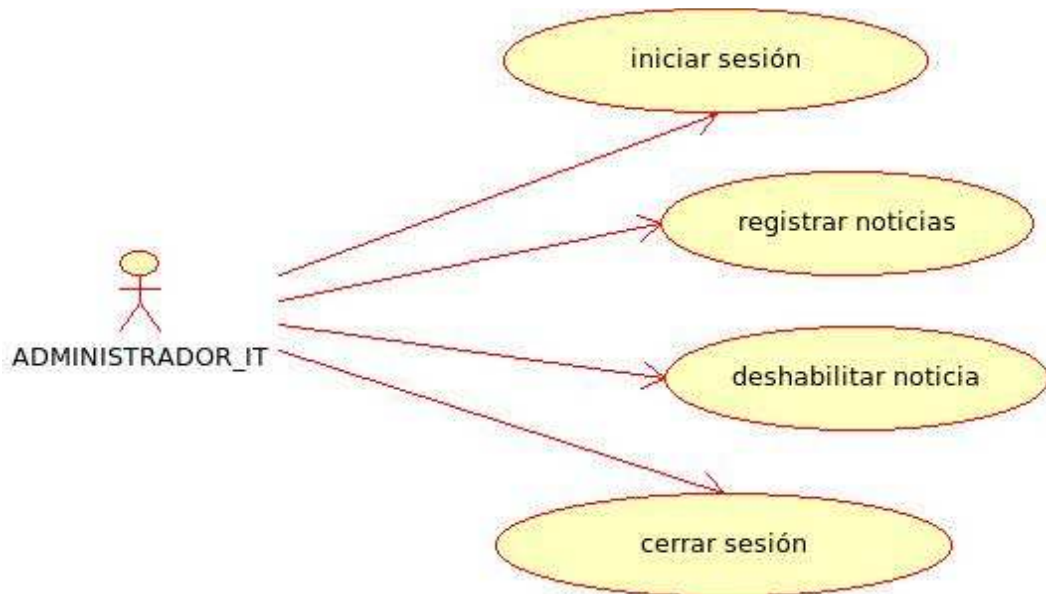 iniciar sesión
registrar noticias
ADMINISTRADOR_IT
deshabilitar noticia
cerrar sesión